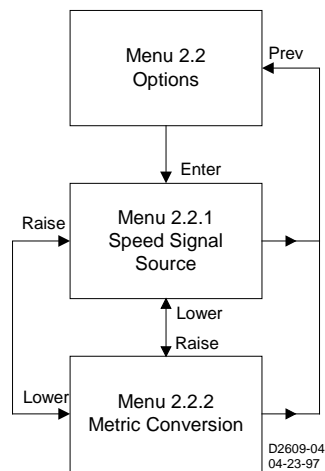 Menu 2.2
Options
Prev
Enter
Raise
Menu 2.2.1
Speed Signal
Source
Lower
Raise
Lower
Menu 2.2.2
Metric Conversion
D2609-04
04-23-97